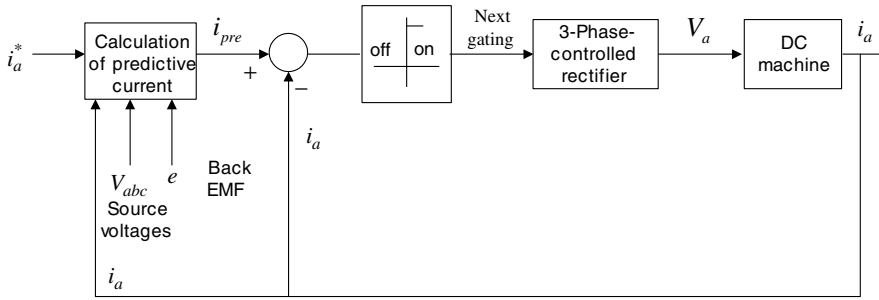 i_a^*
Calculation
of predictive
current
i_pre
+
−
off
on
Next
gating
3-Phase-
controlled
rectifier
V_a
DC
machine
i_a
i_a
V_abc
e
Back
EMF
Source
voltages
i_a